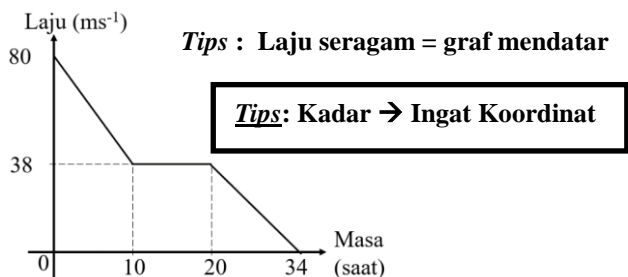 Laju (ms⁻¹)
Tips : Laju seragam = graf mendatar
80
Tips: Kadar → Ingat Koordinat
38
Masa
(saat)
0
10
20
34